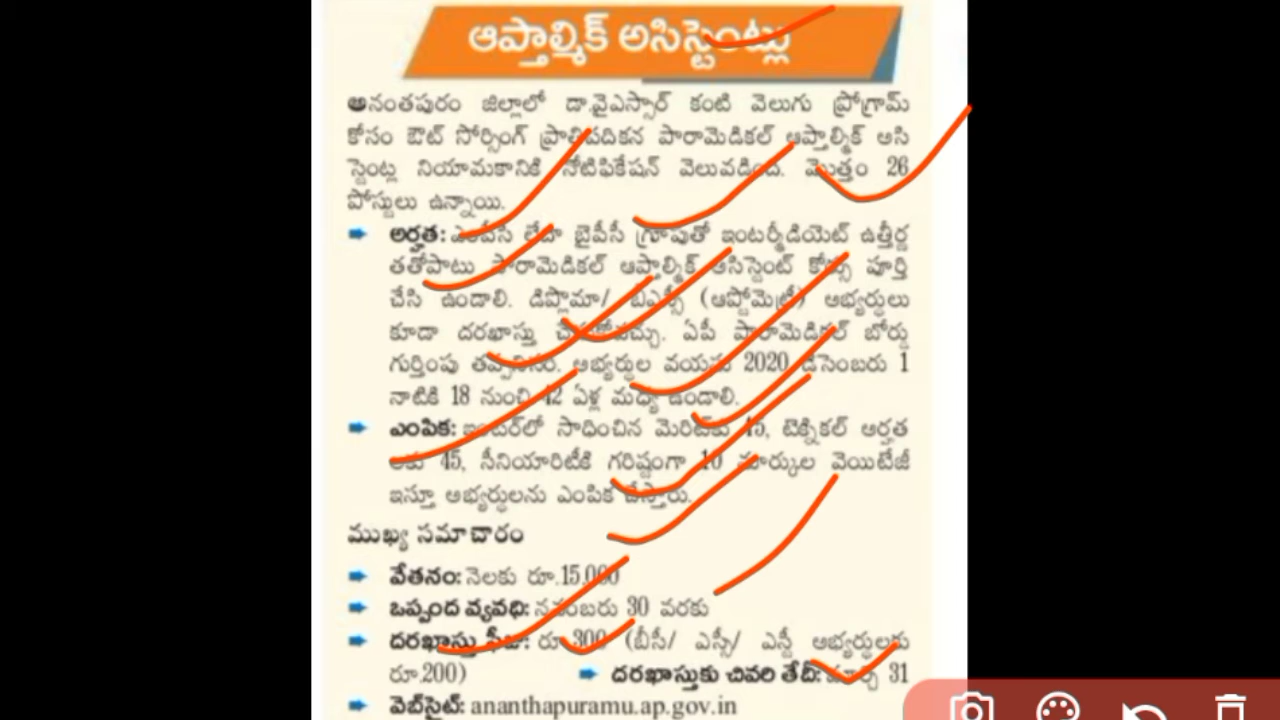 ఆప్తాల్మిక్ అసిస్టెంట్లు
అనంతపురం జిల్లాలో డా.వైఎస్సార్ కంటి వెలుగు ప్రోగ్రామ్
కోసం ఔట్ సోర్సింగ్ ప్రాతిపదికన పారామెడికల్ ఆప్తాల్మిక్ అసి
స్టెంట్ల నియామకానికి నోటిఫికేషన్ వెలువడింది. మొత్తం 26
పోస్టులు ఉన్నాయి.
అర్హత: ఎంపీసీ లేదా బైపీసీ గ్రూపుతో ఇంటర్మీడియెట్ ఉత్తీర్ణ
తతోపాటు పారామెడికల్ ఆప్తాల్మిక్ అసిస్టెంట్ కోర్సు పూర్తి
చేసి ఉండాలి. డిప్లొమా/ బీఎస్సీ (ఆప్టోమెట్రీ) అభ్యర్థులు
కూడా దరఖాస్తు చేసుకోవచ్చు. ఏపీ పారామెడికల్ బోర్డు
గుర్తింపు తప్పనిసరి. అభ్యర్థుల వయసు 2020 డిసెంబరు 1
నాటికి 18 నుంచి 42 ఏళ్ల మధ్య ఉండాలి.
ఎంపిక: ఇంటర్‌లో సాధించిన మెరిట్‌కు 45, టెక్నికల్ అర్హత
లకు 45, సీనియారిటీకి గరిష్ఠంగా 10 మార్కుల వెయిటేజీ
ఇస్తూ అభ్యర్థులను ఎంపిక చేస్తారు.
ముఖ్య సమాచారం
వేతనం: నెలకు రూ.15,000
ఒప్పంద వ్యవధి: నవంబరు 30 వరకు
దరఖాస్తు ఫీజు: రూ.300 (బీసీ/ ఎస్సీ/ ఎస్టీ అభ్యర్థులకు
రూ.200) దరఖాస్తుకు చివరి తేదీ: మార్చి 31
వెబ్‌సైట్: ananthapuramu.ap.gov.in